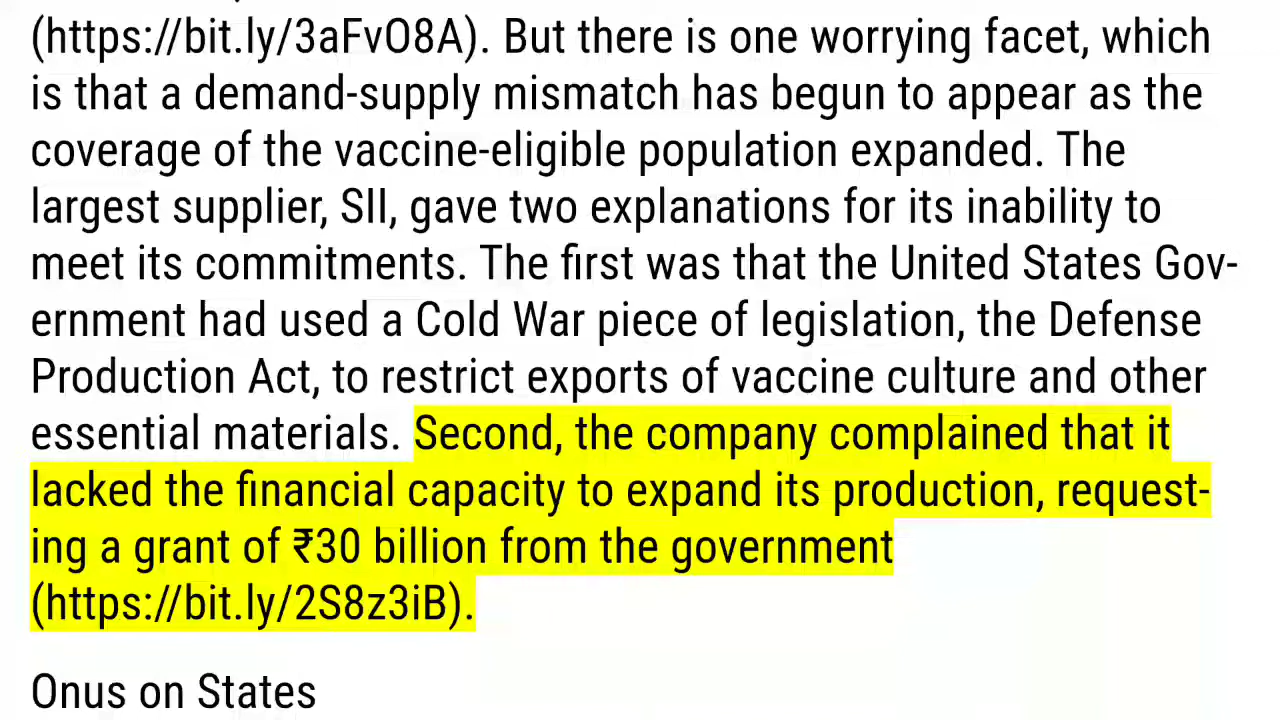 (https://bit.ly/3aFvO8A). But there is one worrying facet, which
is that a demand-supply mismatch has begun to appear as the
coverage of the vaccine-eligible population expanded. The
largest supplier, SII, gave two explanations for its inability to
meet its commitments. The first was that the United States Gov-
ernment had used a Cold War piece of legislation, the Defense
Production Act, to restrict exports of vaccine culture and other
essential materials. Second, the company complained that it
lacked the financial capacity to expand its production, request-
ing a grant of ₹30 billion from the government
(https://bit.ly/2S8z3iB).
Onus on States